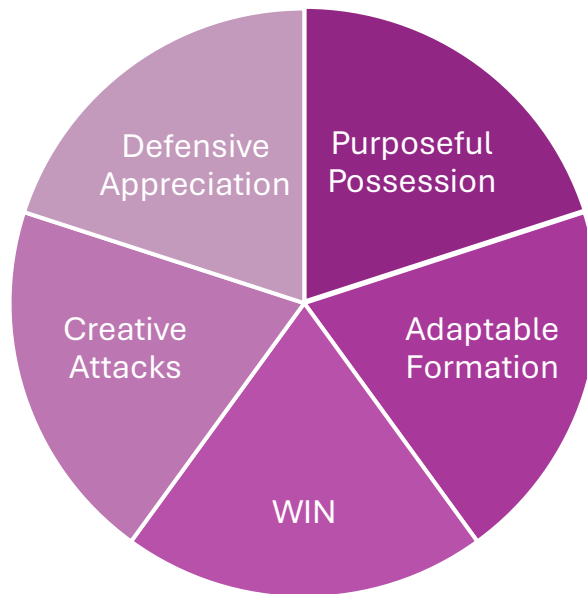 Defensive
Appreciation
Purposeful
Possession
Creative
Attacks
Adaptable
Formation
WIN